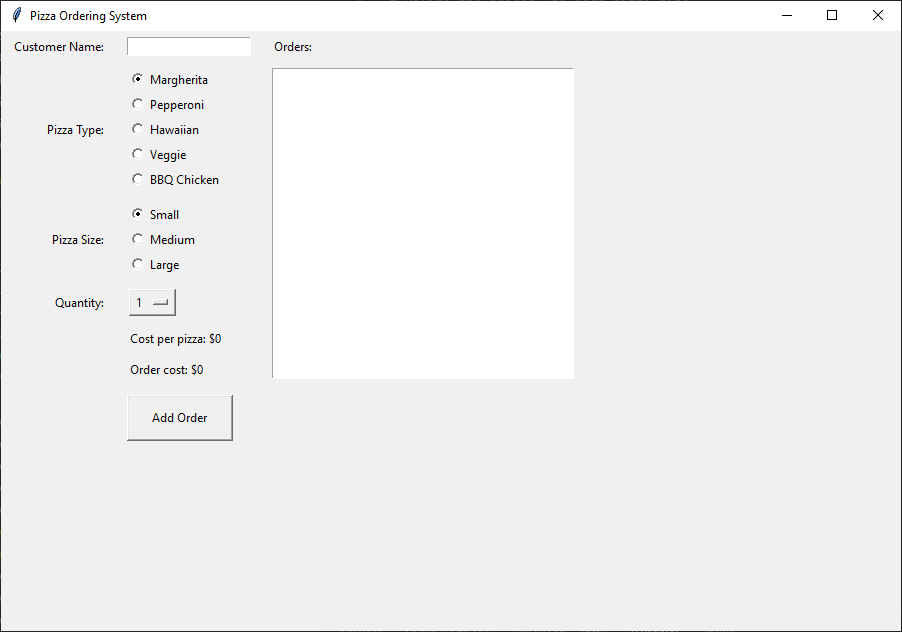 Pizza Ordering System
Customer Name:
Orders:
Pizza Type:
Margherita
Pepperoni
Hawaiian
Veggie
BBQ Chicken
Pizza Size:
Small
Medium
Large
Quantity:
1
Cost per pizza: $0
Order cost: $0
Add Order